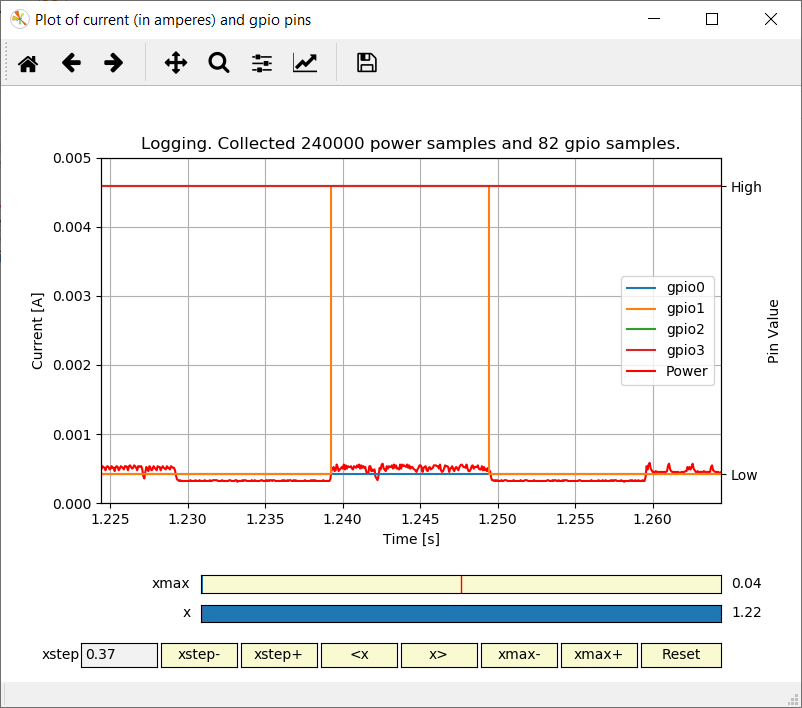 Plot of current (in amperes) and gpio pins
Logging. Collected 240000 power samples and 82 gpio samples.
0.005
0.004
0.003
0.002
0.001
0.000
Current [A]
High
Low
Pin Value
gpio0
gpio1
gpio2
gpio3
Power
1.225 1.230 1.235 1.240 1.245 1.250 1.255 1.260
Time [s]
xmax 0.04
x 1.22
xstep 0.37 xstep- xstep+ <x x> xmax- xmax+ Reset